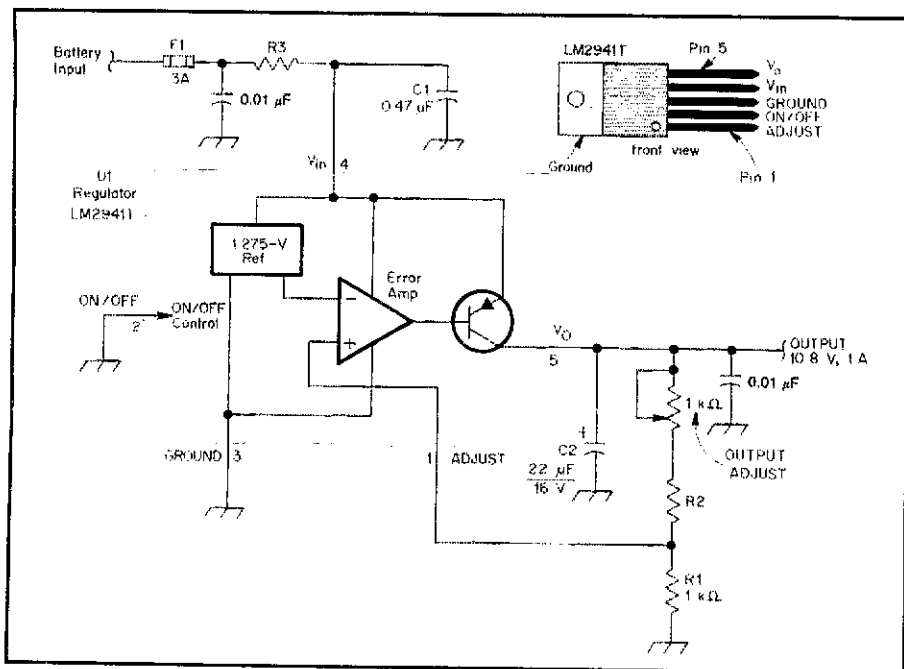 Battery
Input
F1
3A
R3
0.01 µF
C1
0.47 µF
LM2941T
Pin 5
Vo
Vin
GROUND
ON/OFF
ADJUST
front view
Ground
Pin 1
Vin 4
U1
Regulator
LM2941T
1.275-V
Ref
Error
Amp
ON/OFF
2
ON/OFF
Control
VO
5
OUTPUT
10.8 V, 1 A
0.01 µF
1 kΩ
OUTPUT
ADJUST
C2
22 µF
16 V
GROUND 3
1 ADJUST
R2
R1
1 kΩ